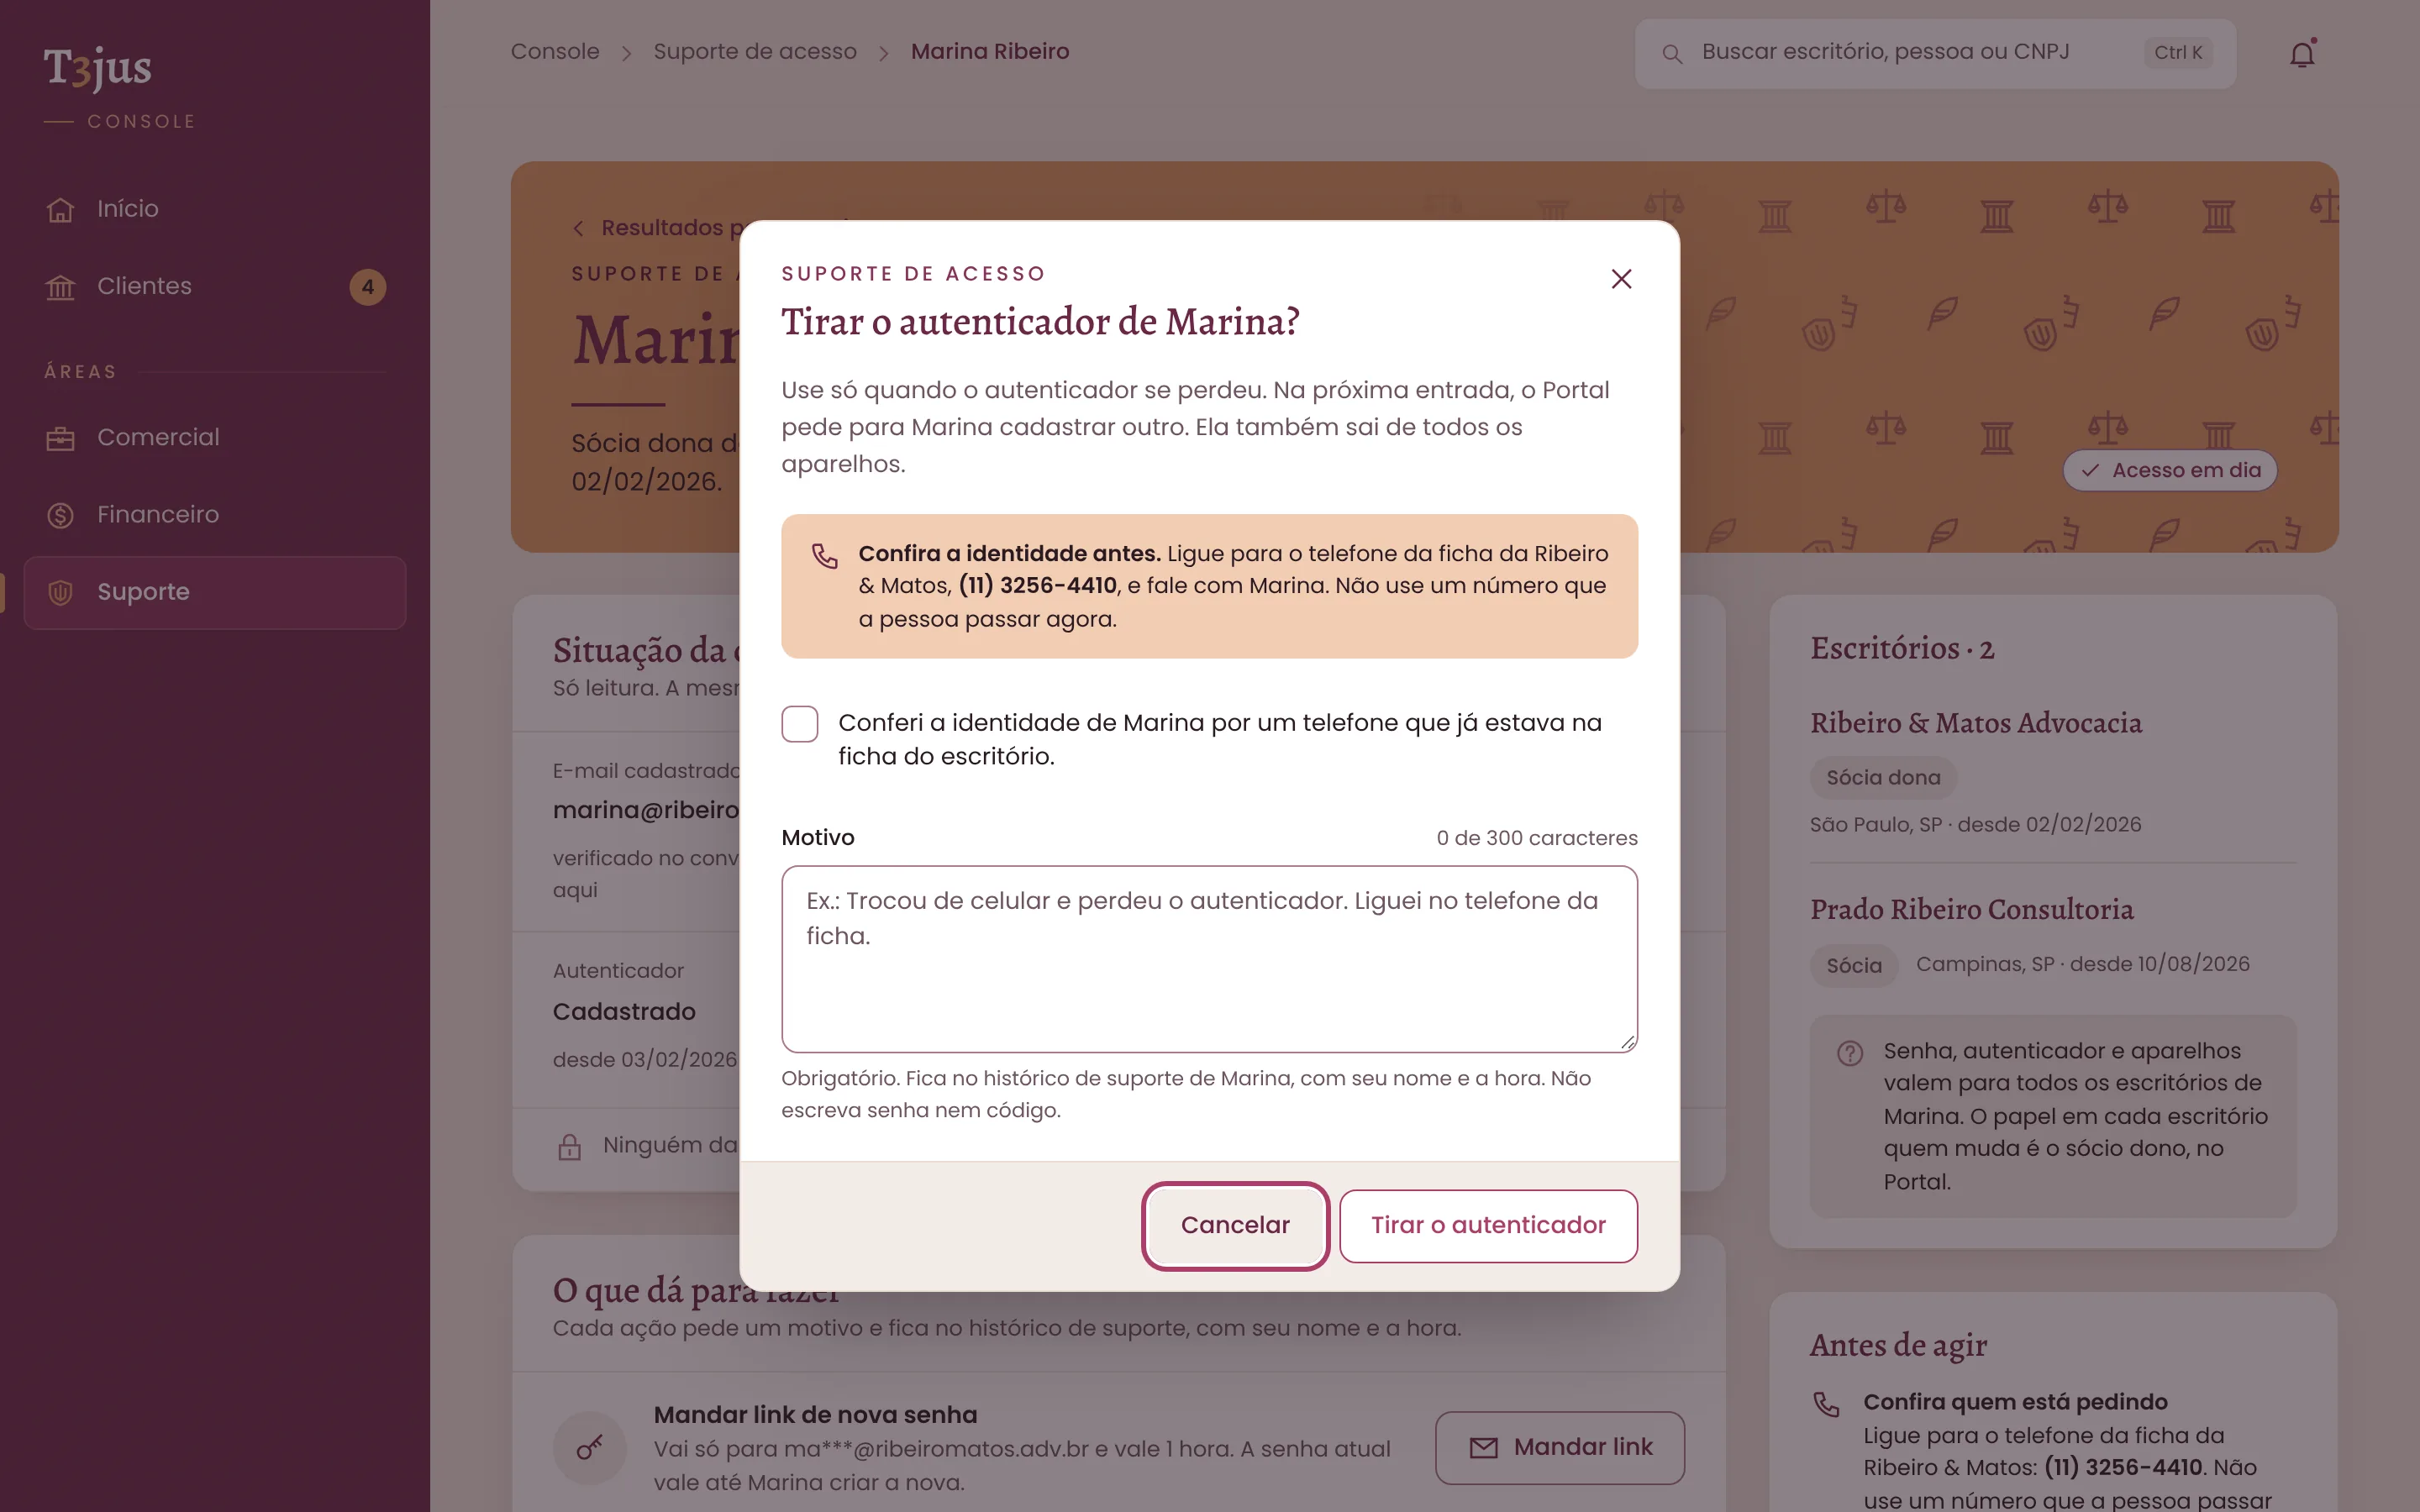 T3jus
CONSOLE
Início
Clientes
4
ÁREAS
Comercial
Financeiro
Suporte
Console
Suporte de acesso
Marina Ribeiro
Buscar escritório, pessoa ou CNPJ
Ctrl K
Resultados
SUPORTE DE
Sócia dona
02/02/2026.
Acesso em dia
SUPORTE DE ACESSO
Tirar o autenticador de Marina?
Use só quando o autenticador se perdeu. Na próxima entrada, o Portal
pede para Marina cadastrar outro. Ela também sai de todos os
aparelhos.
Confira a identidade antes. Ligue para o telefone da ficha da Ribeiro
& Matos, (11) 3256-4410, e fale com Marina. Não use um número que
a pessoa passar agora.
Conferi a identidade de Marina por um telefone que já estava na
ficha do escritório.
Motivo
0 de 300 caracteres
Ex.: Trocou de celular e perdeu o autenticador. Liguei no telefone da
ficha.
Obrigatório. Fica no histórico de suporte de Marina, com seu nome e a hora. Não
escreva senha nem código.
Cancelar
Tirar o autenticador
Situação da
Só leitura. A
E-mail cadastrado
marina@ribeiro
verificado no
aqui
Autenticador
Cadastrado
desde 03/02/2026
Ninguém da
O que dá para fazer
Cada ação pede um motivo e fica no histórico de suporte, com seu nome e a hora.
Mandar link de nova senha
Vai só para ma***@ribeiromatos.adv.br e vale 1 hora. A senha atual
vale até Marina criar a nova.
Mandar link
Escritórios · 2
Ribeiro & Matos Advocacia
Sócia dona
São Paulo, SP · desde 02/02/2026
Prado Ribeiro Consultoria
Sócia
Campinas, SP · desde 10/08/2026
Senha, autenticador e aparelhos
valem para todos os escritórios de
Marina. O papel em cada escritório
quem muda é o sócio dono, no
Portal.
Antes de agir
Confira quem está pedindo
Ligue para o telefone da ficha da
Ribeiro & Matos: (11) 3256-4410. Não
use um número que a pessoa passar